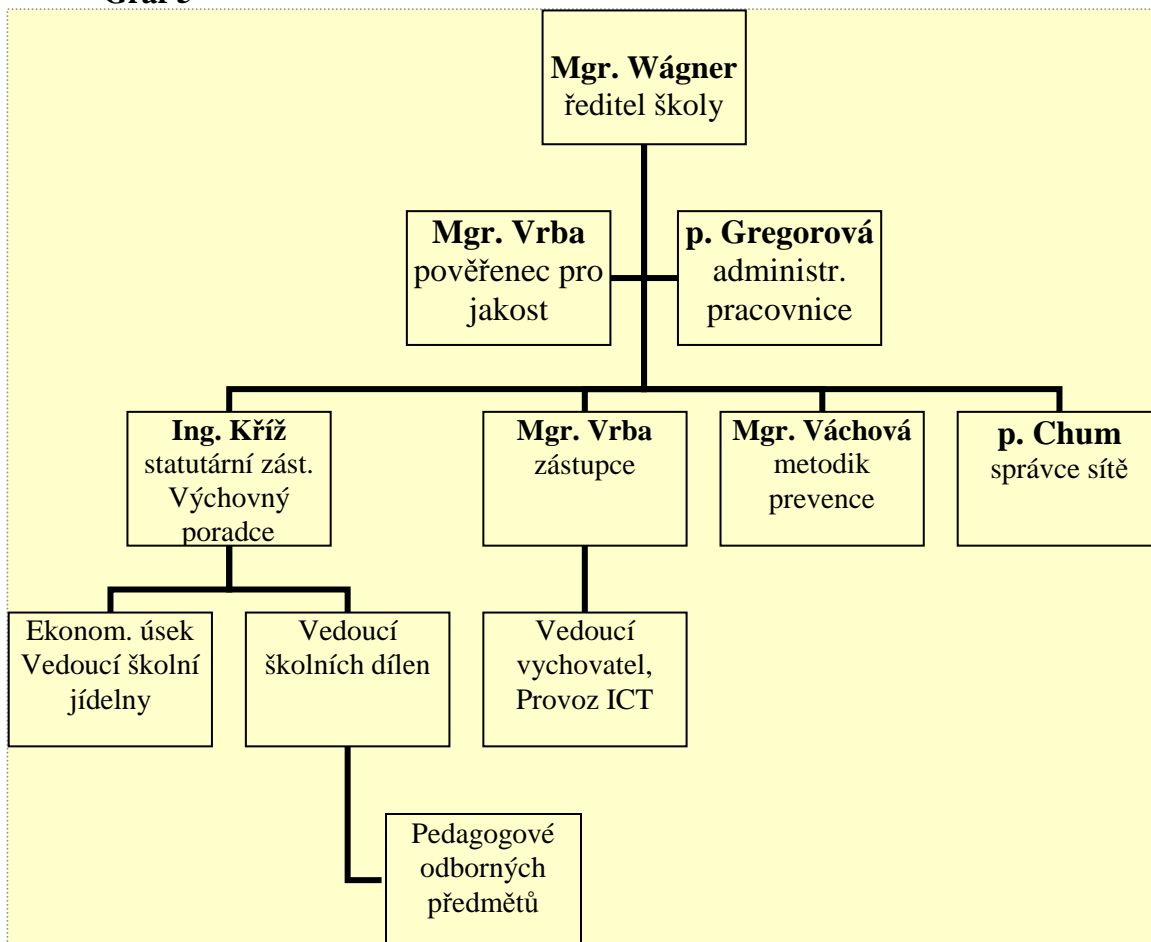 Graf 5
Mgr. Wágner
ředitel školy
Mgr. Vrba
pověřenec pro
jakost
p. Gregorová
administr.
pracovnice
Ing. Kříž
statutární zást.
Výchovný
poradce
Mgr. Vrba
zástupce
Mgr. Váchová
metodik
prevence
p. Chum
správce sítě
Ekonom. úsek
Vedoucí školní
jídelny
Vedoucí
školních dílen
Vedoucí
vychovatel,
Provoz ICT
Pedagogové
odborných
předmětů